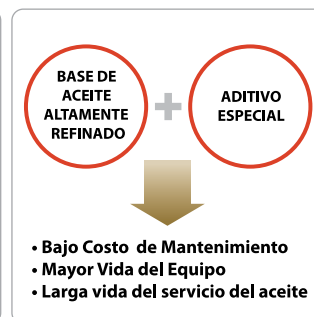 BASE DE
ACEITE
ALTAMENTE
REFINADO
+
ADITIVO
ESPECIAL
• Bajo Costo de Mantenimiento
• Mayor Vida del Equipo
• Larga vida del servicio del aceite